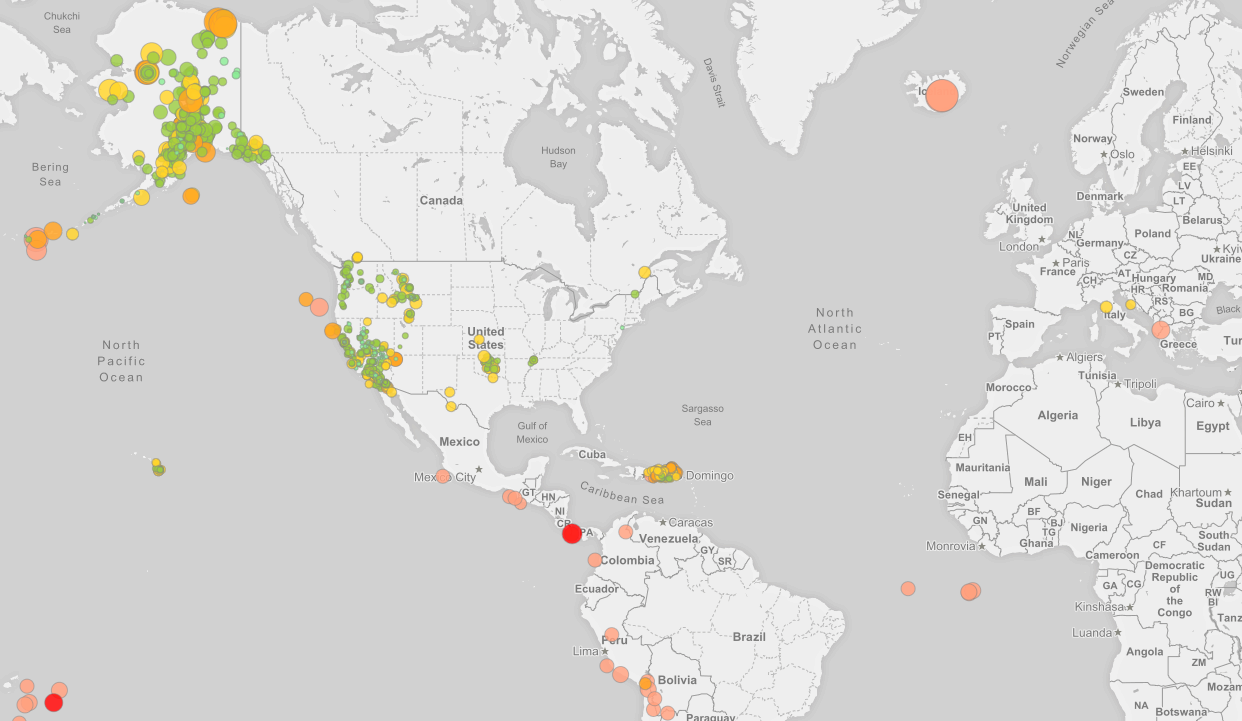 Chukchi
Sea
Norwegian Sea
Davis Strait
Sweden
Finland
Norway
Oslo
Helsinki
Bering
Sea
Hudson
Bay
EE
LV
LT
Denmark
Belarus
Canada
United
Kingdom
London
NL
Germany
Poland
CZ
Kyiv
Ukraine
Paris
France
CH
AT
Hungary
MD
HR
Romania
RS
BG
Black
Italy
Spain
PT
Greece
Tur
North
Pacific
Ocean
United
States
North
Atlantic
Ocean
Algiers
Tunisia
Tripoli
Morocco
Cairo
Algeria
Libya
Egypt
Sargasso
Sea
Gulf of
Mexico
EH
Mexico
Mexico City
Cuba
Domingo
Caribbean Sea
Mauritania
Mali
Niger
Chad
Khartoum
Sudan
Senegal
GT
HN
NI
CR
PA
GN
BF
BJ
TG
Ghana
Nigeria
Caracas
Venezuela
GY
SR
Colombia
Monrovia
Cameroon
CF
South
Sudan
Ecuador
GA
CG
Democratic
Republic
of
the
Congo
UG
RW
BI
Tanz
Kinshasa
Luanda
Peru
Lima
Brazil
Angola
ZM
Bolivia
Mozam
NA
Botswana
Paraguay